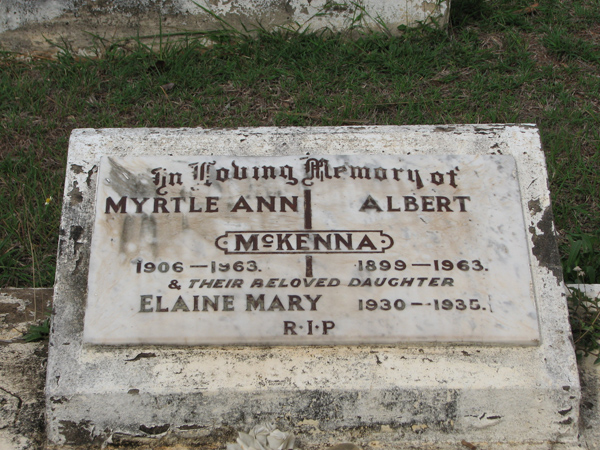 In Loving Memory of
MYRTLE ANN ALBERT
McKENNA
1906 — 1963. 1899 — 1963.
& THEIR BELOVED DAUGHTER
ELAINE MARY 1930 — 1935.
R·I·P